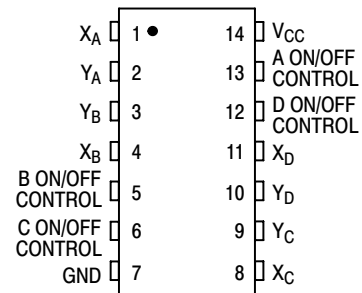 X_A 1 14 V_CC
Y_A 2 13 A ON/OFF CONTROL
Y_B 3 12 D ON/OFF CONTROL
X_B 4 11 X_D
B ON/OFF CONTROL 5 10 Y_D
C ON/OFF CONTROL 6 9 Y_C
GND 7 8 X_C